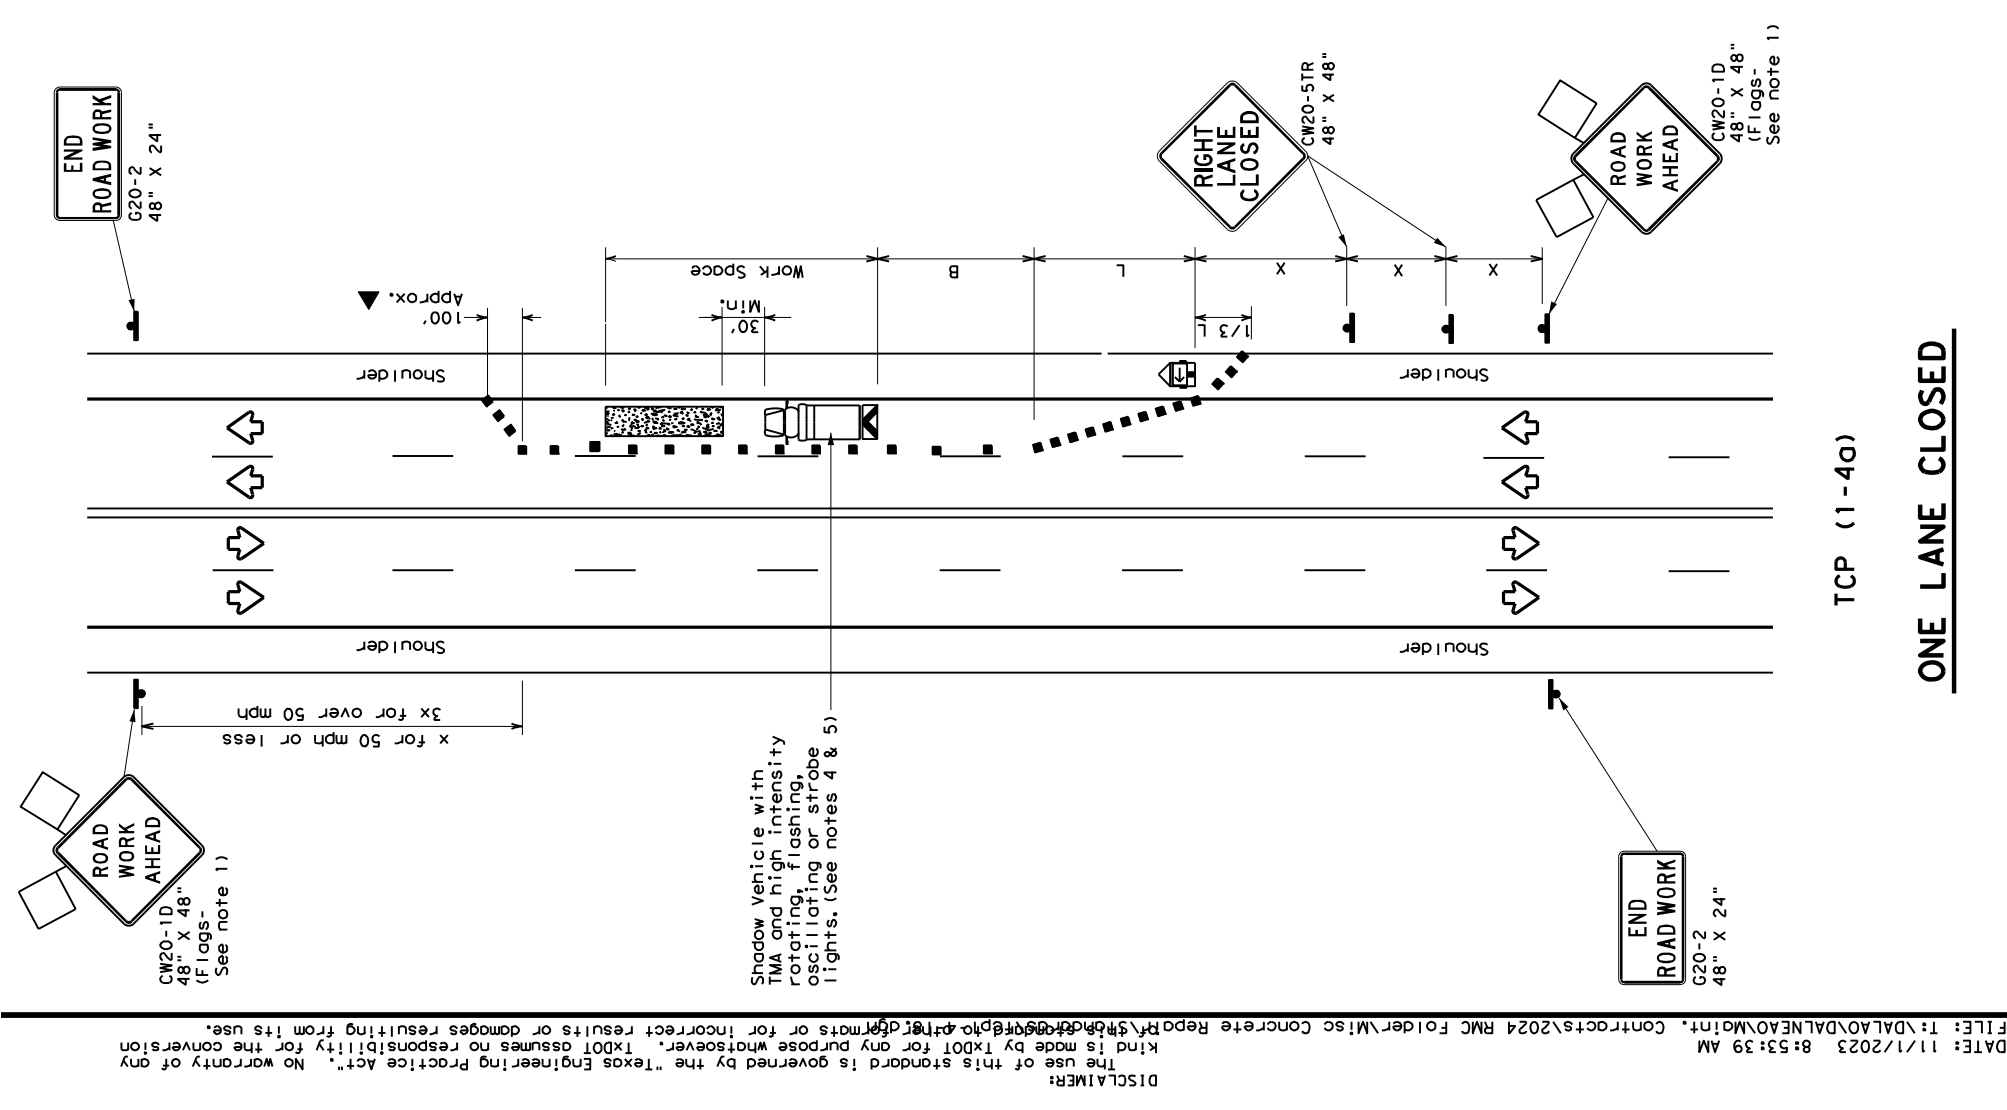 END
ROAD WORK
G20-2
48" X 24"
RIGHT
LANE
CLOSED
CW20-5TR
48" X 48"
ROAD
WORK
AHEAD
CW20-1D
48" X 48"
(Flags-
See note 1)
Work Space
B
L
X
X
X
100'
Approx.
30'
Min.
1/3 L
Shoulder
Shoulder
Shoulder
Shoulder
x for 50 mph or less
3x for over 50 mph
ROAD
WORK
AHEAD
CW20-1D
48" X 48"
(Flags-
See note 1)
Shadow Vehicle with
TMA and high intensity
rotating, flashing,
oscillating or strobe
lights. (See notes 4 & 5)
END
ROAD WORK
G20-2
48" X 24"
TCP (1-4a)
ONE LANE CLOSED
DISCLAIMER:
The use of this standard is governed by the "Texas Engineering Practice Act". No warranty of any
kind is made by TxDOT for any purpose whatsoever. TxDOT assumes no responsibility for the conversion
of this standard to other formats or for incorrect results or damages resulting from its use.
DATE: 11/1/2023 8:53:39 AM
FILE: T:\DALAO\DALNEAO\Maint. Contracts\2024 RMC Folder\Misc Concrete Repair\Standards\tcp1-4-18.dgn